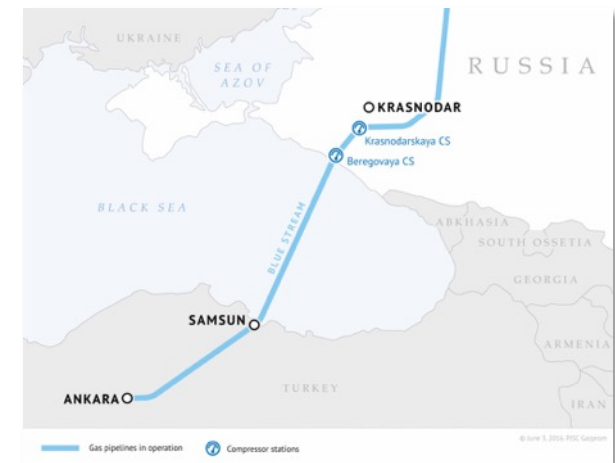 UKRAINE
SEA OF
AZOV
RUSSIA
KRASNODAR
Krasnodarskaya CS
Beregovaya CS
BLACK SEA
BLUE STREAM
ABKHASIA
SOUTH OSSETIA
GEORGIA
SAMSUN
ARMENIA
TURKEY
ANKARA
IRAN
Gas pipelines in operation
Compressor stations
© June 3, 2016, PJSC Gazprom